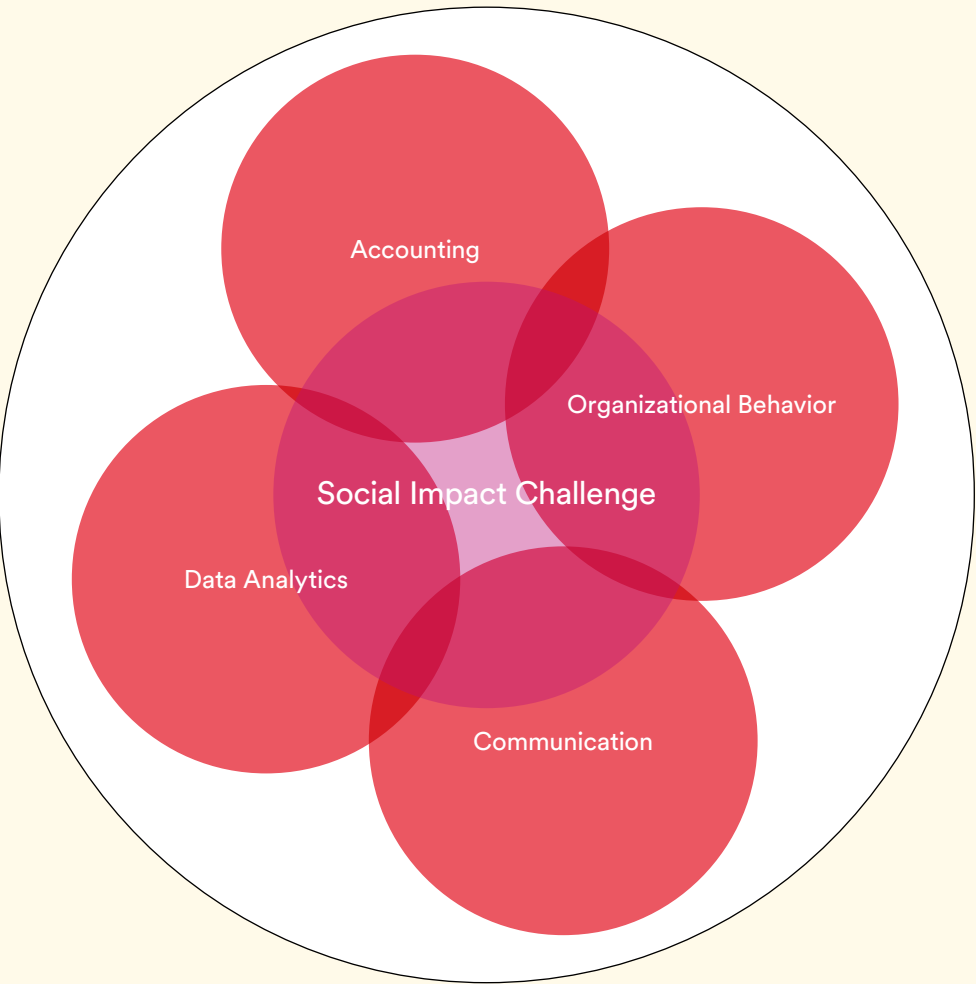 Accounting
Organizational Behavior
Social Impact Challenge
Data Analytics
Communication